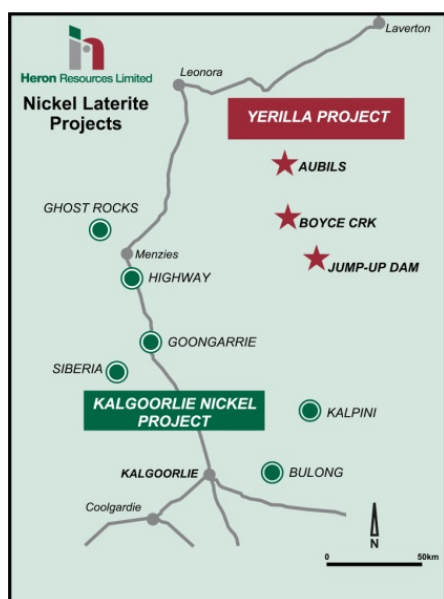 Laverton
Heron Resources Limited
Leonora
Nickel Laterite
Projects
YERILLA PROJECT
AUBILS
GHOST ROCKS
BOYCE CRK
Menzies
JUMP-UP DAM
HIGHWAY
GOONGARRIE
SIBERIA
KALGOORLIE NICKEL
PROJECT
KALPINI
KALGOORLIE
BULONG
Coolgardie
N
0
50km